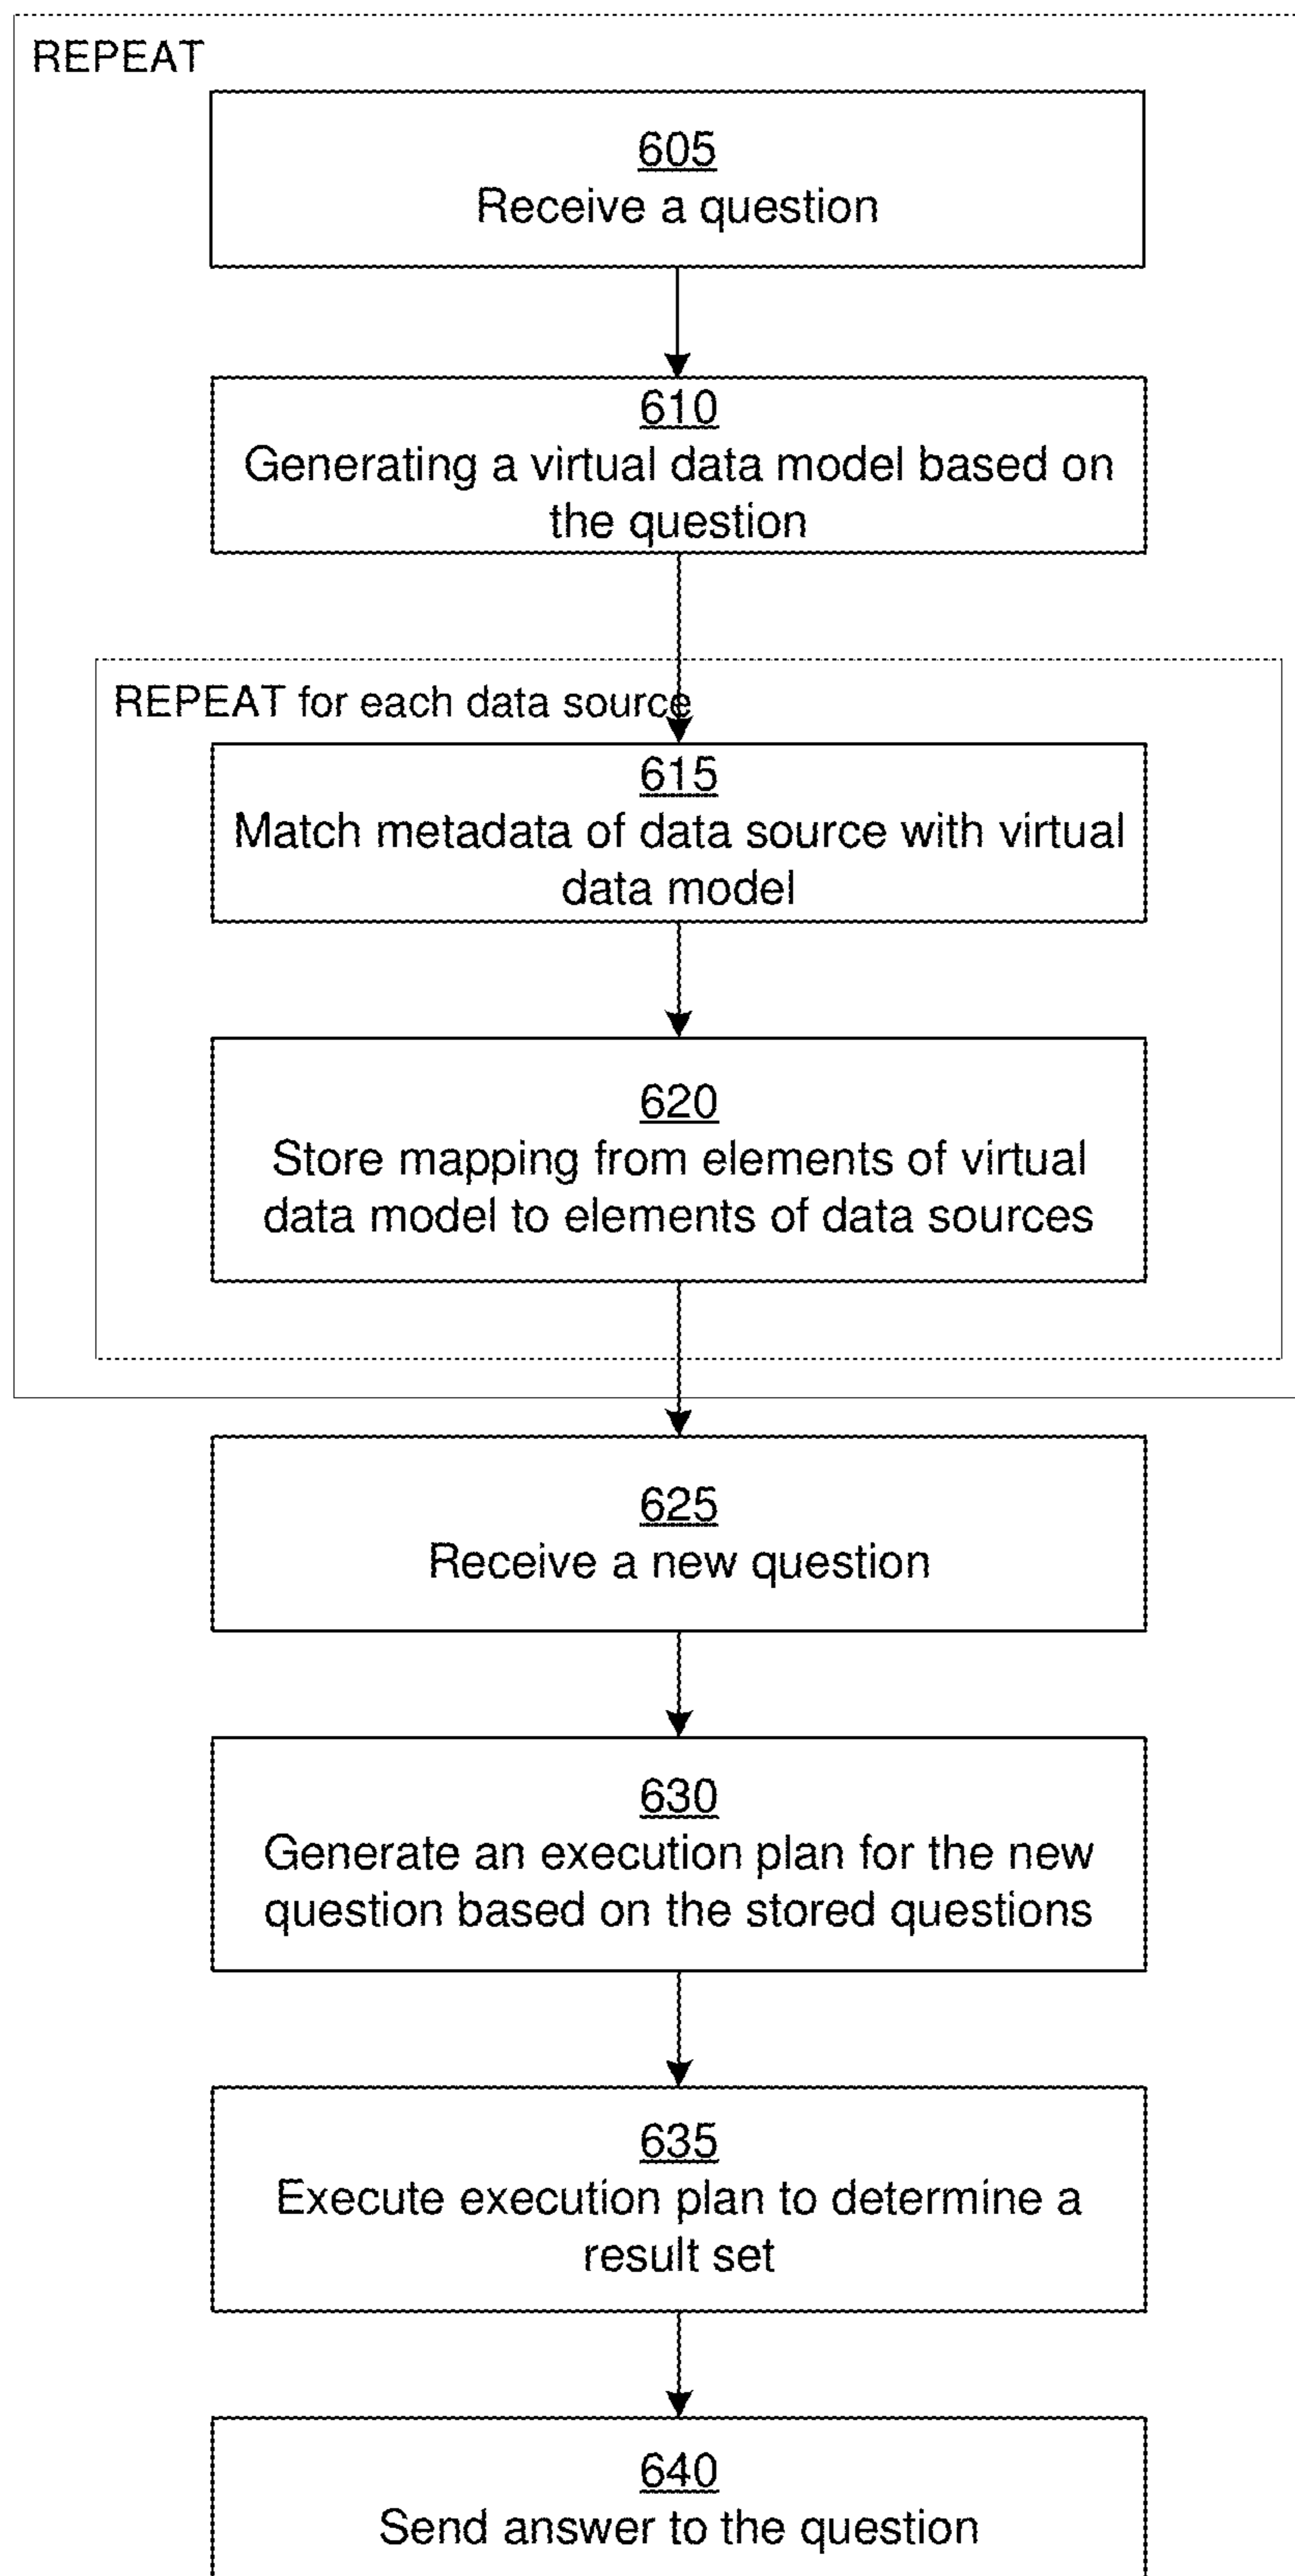 REPEAT
605
Receive a question
610
Generating a virtual data model based on
the question
REPEAT for each data source
615
Match metadata of data source with virtual
data model
620
Store mapping from elements of virtual
data model to elements of data sources
625
Receive a new question
630
Generate an execution plan for the new
question based on the stored questions
635
Execute execution plan to determine a
result set
640
Send answer to the question